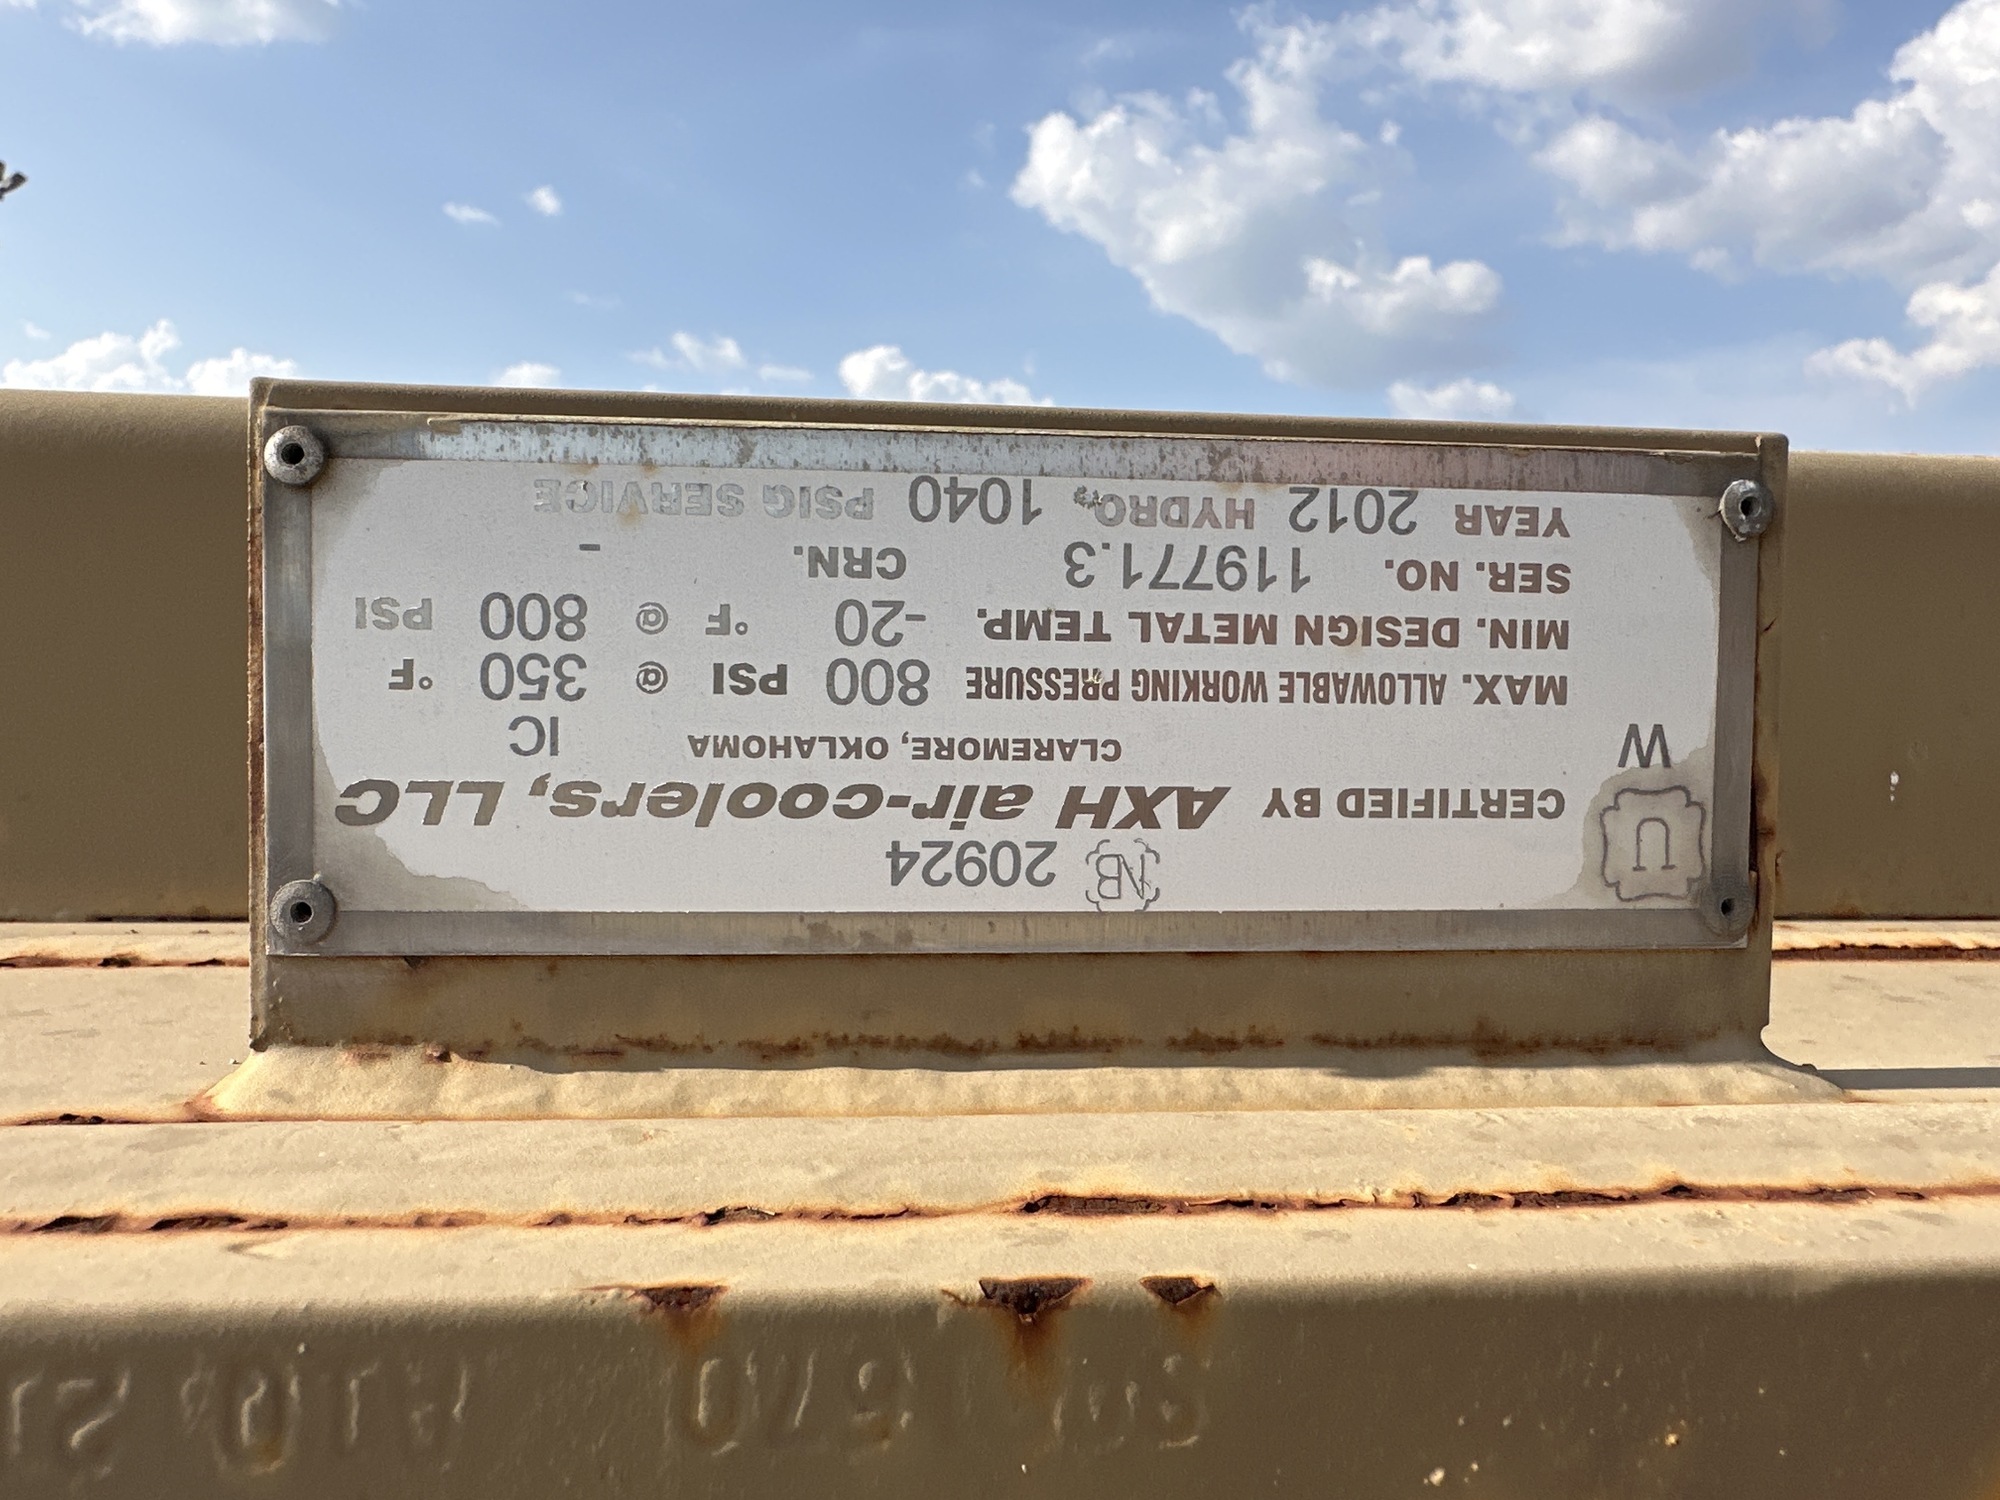 NB 20924
U
CERTIFIED BY AXH air-coolers, LLC
W
CLAREMORE, OKLAHOMA IC
MAX. ALLOWABLE WORKING PRESSURE 800 PSI @ 350 °F
MIN. DESIGN METAL TEMP. -20 °F @ 800 PSI
SER. NO. 119771.3 CRN. -
YEAR 2012 HYDRO, 1040 PSIG SERVICE